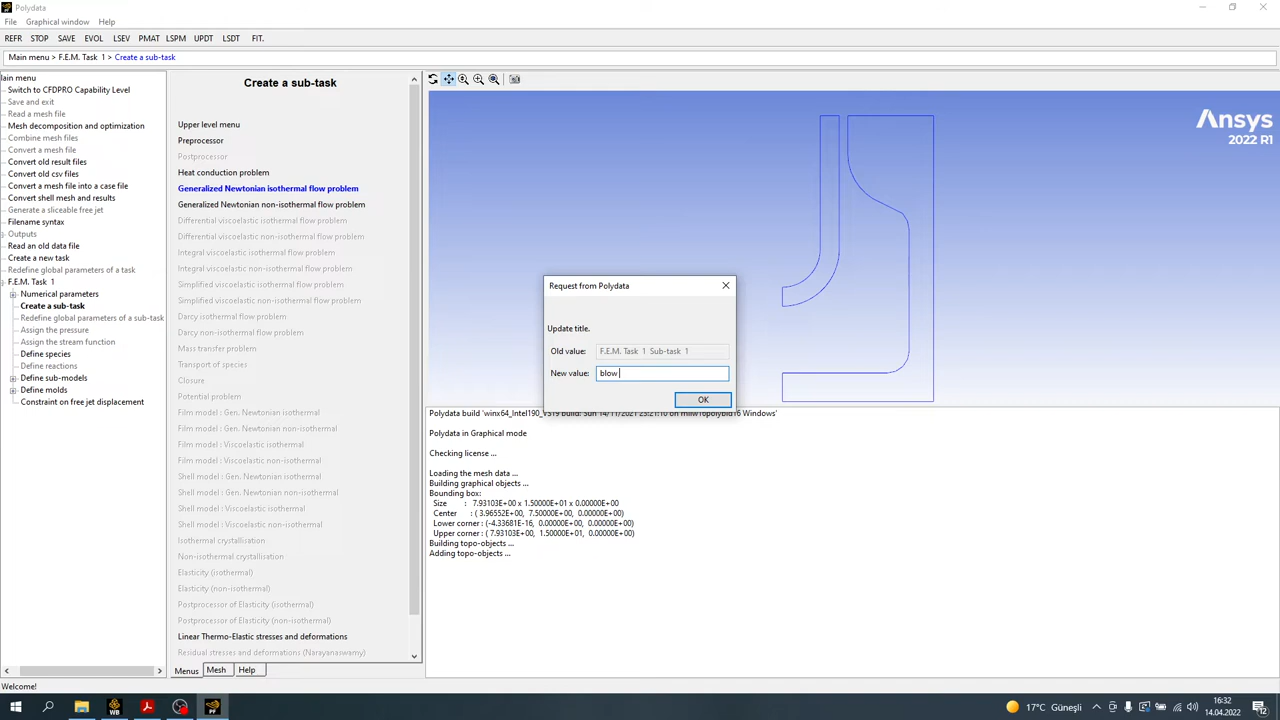 Polydata
File Graphical window Help
REFR STOP SAVE EVOL LSEV PMAT LSPM UPDT LSDT FIT.
Main menu > F.E.M. Task 1 > Create a sub-task
lain menu
Switch to CFDPRO Capability Level
Save and exit
Read a mesh file
Mesh decomposition and optimization
Combine mesh files
Convert a mesh file
Convert old result files
Convert old csv files
Convert a mesh file into a case file
Convert shell mesh and results
Generate a sliceable free jet
Filename syntax
Outputs
Read an old data file
Create a new task
Redefine global parameters of a task
F.E.M. Task 1
Numerical parameters
Create a sub-task
Redefine global parameters of a sub-task
Assign the pressure
Assign the stream function
Define species
Define reactions
Define sub-models
Define molds
Constraint on free jet displacement
Create a sub-task
Upper level menu
Preprocessor
Postprocessor
Heat conduction problem
Generalized Newtonian isothermal flow problem
Generalized Newtonian non-isothermal flow problem
Differential viscoelastic isothermal flow problem
Differential viscoelastic non-isothermal flow problem
Integral viscoelastic isothermal flow problem
Integral viscoelastic non-isothermal flow problem
Simplified viscoelastic isothermal flow problem
Simplified viscoelastic non-isothermal flow problem
Darcy isothermal flow problem
Darcy non-isothermal flow problem
Mass transfer problem
Transport of species
Closure
Potential problem
Film model : Gen. Newtonian isothermal
Film model : Gen. Newtonian non-isothermal
Film model : Viscoelastic isothermal
Film model : Viscoelastic non-isothermal
Shell model : Gen. Newtonian isothermal
Shell model : Gen. Newtonian non-isothermal
Shell model : Viscoelastic isothermal
Shell model : Viscoelastic non-isothermal
Isothermal crystallisation
Non-isothermal crystallisation
Elasticity (isothermal)
Elasticity (non-isothermal)
Postprocessor of Elasticity (isothermal)
Postprocessor of Elasticity (non-isothermal)
Linear Thermo-Elastic stresses and deformations
Residual stresses and deformations (Narayanaswamy)
Menus Mesh Help
Ansys
2022 R1
Request from Polydata
Update title.
Old value: F.E.M. Task 1 Sub-task 1
New value: blow
OK
Polydata in Graphical mode
Checking license ...
Loading the mesh data ...
Building graphical objects ...
Bounding box:
Size : 7.93103E+00 x 1.50000E+01 x 0.00000E+00
Center : ( 3.96552E+00, 7.50000E+00, 0.00000E+00)
Lower corner : (-4.33681E-16, 0.00000E+00, 0.00000E+00)
Upper corner : ( 7.93103E+00, 1.50000E+01, 0.00000E+00)
Building topo-objects ...
Adding topo-objects ...
Welcome!
WB PF
17°C Güneşli
16:32
14.04.2022
12